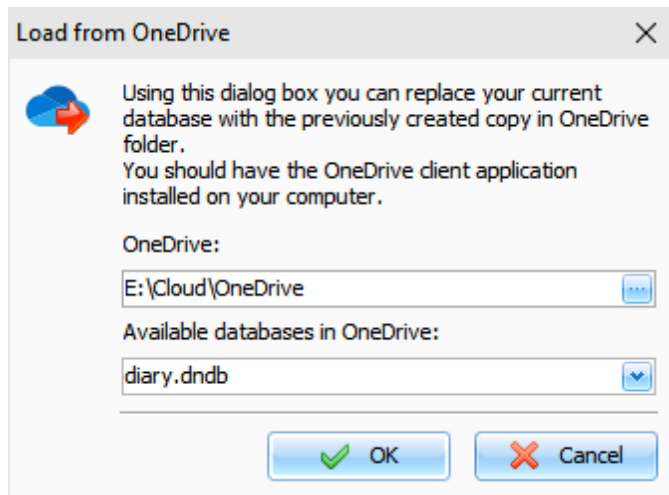 Load from OneDrive
Using this dialog box you can replace your current
database with the previously created copy in OneDrive
folder.
You should have the OneDrive client application
installed on your computer.
OneDrive:
E:\Cloud\OneDrive
Available databases in OneDrive:
diary.dndb
OK Cancel